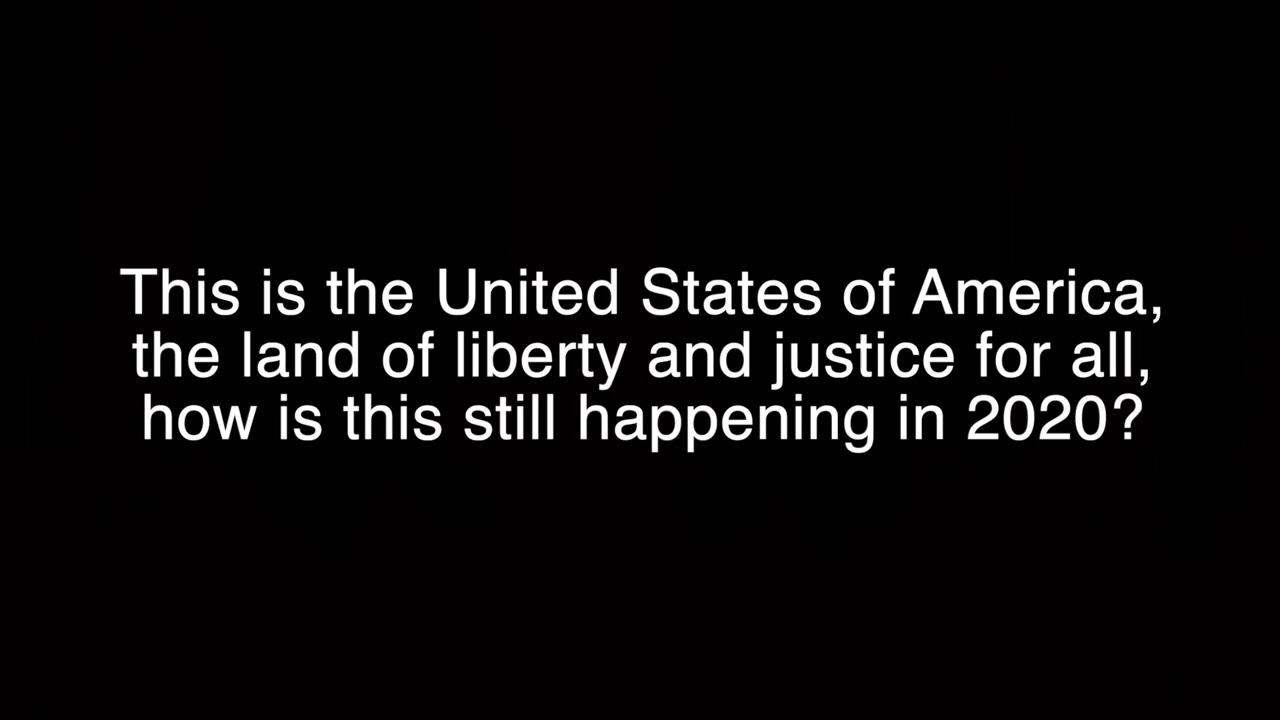 This is the United States of America,
the land of liberty and justice for all,
how is this still happening in 2020?